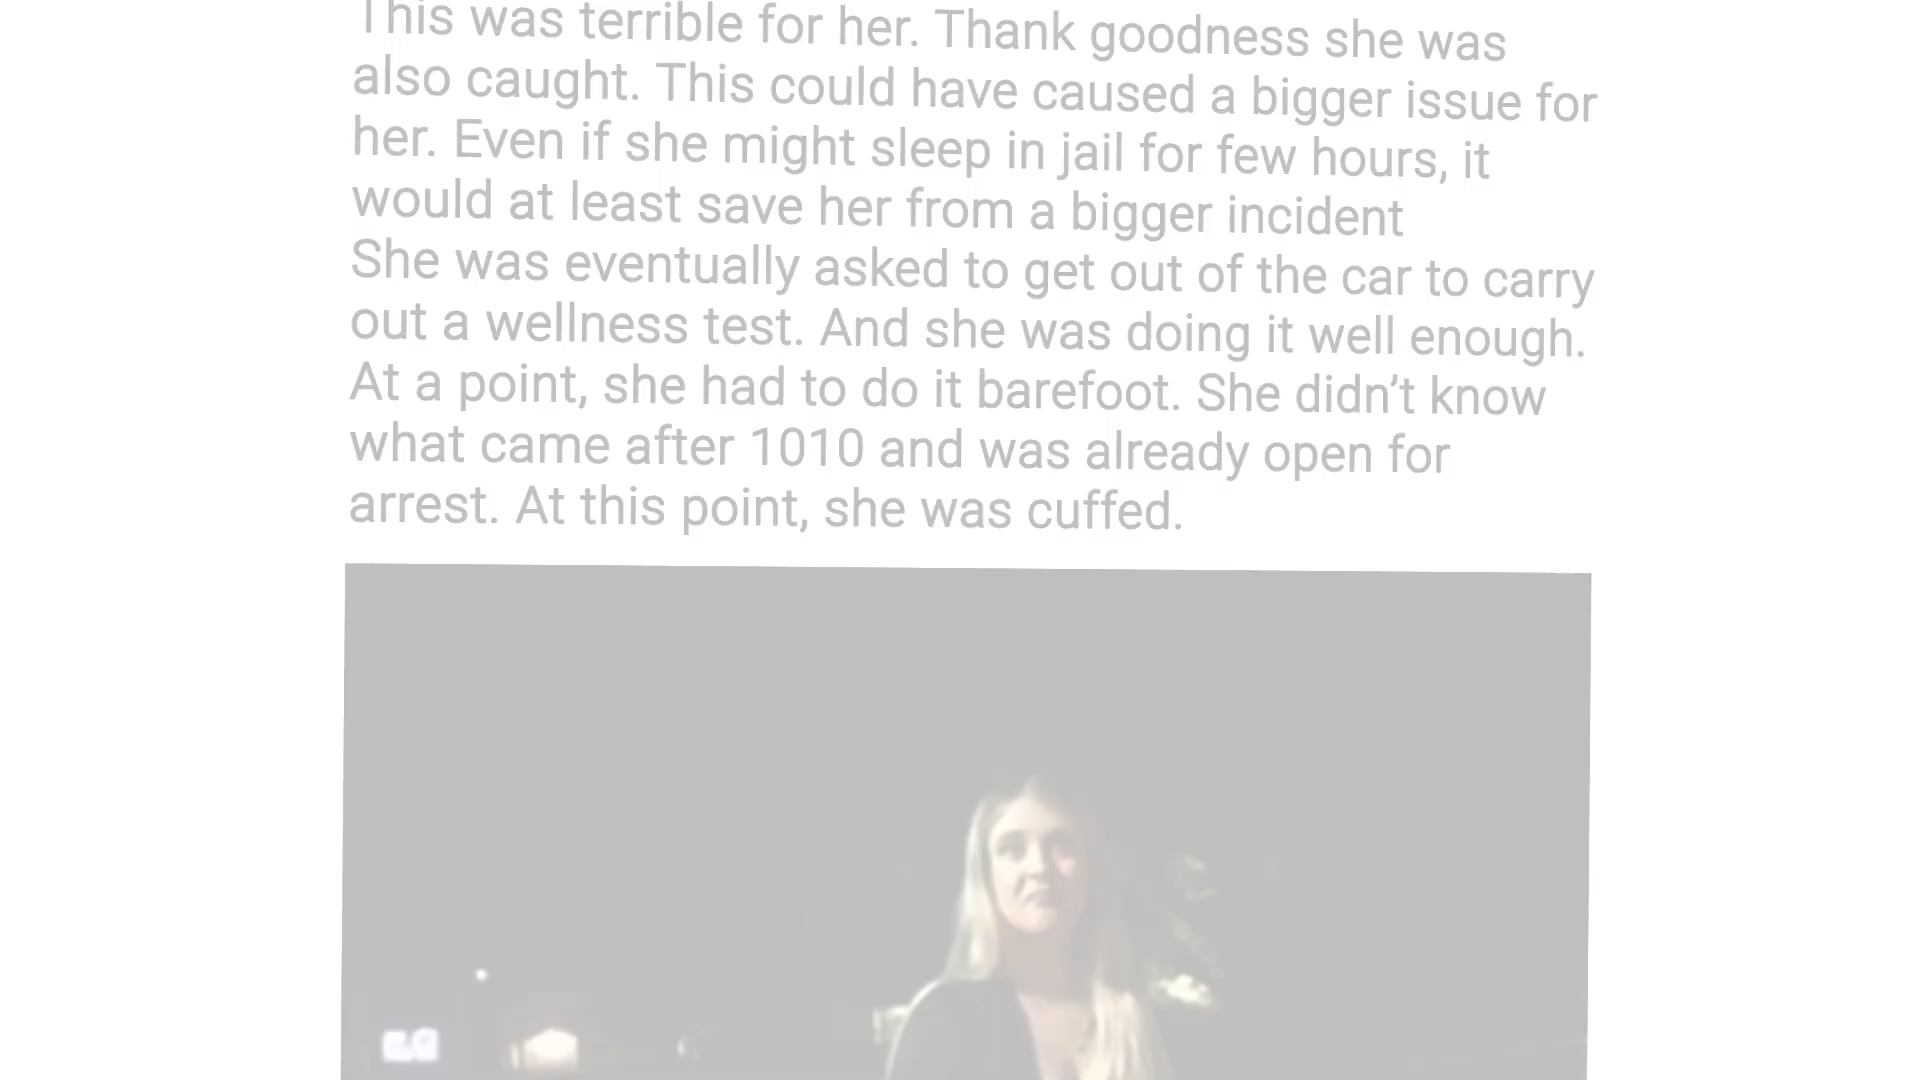 This was terrible for her. Thank goodness she was
also caught. This could have caused a bigger issue for
her. Even if she might sleep in jail for few hours, it
would at least save her from a bigger incident
She was eventually asked to get out of the car to carry
out a wellness test. And she was doing it well enough.
At a point, she had to do it barefoot. She didn’t know
what came after 1010 and was already open for
arrest. At this point, she was cuffed.